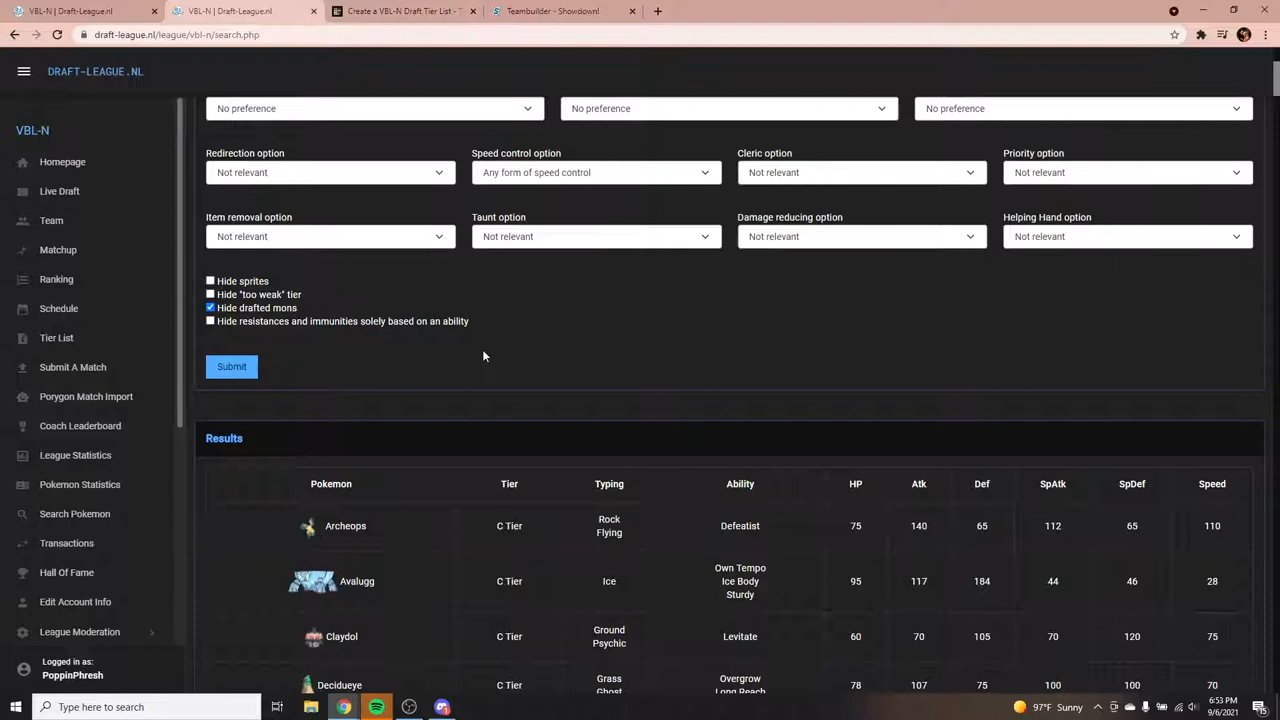 VBL-N | Draft-League.nl
VBL-N | Draft-League.nl
Create a VBL-N Draft Tier List - T
Teambuilder - Showdown!
draft-league.nl/league/vbl-n/search.php
DRAFT-LEAGUE.NL
VBL-N
Homepage
Live Draft
Team
Matchup
Ranking
Schedule
Tier List
Submit A Match
Porygon Match Import
Coach Leaderboard
League Statistics
Pokemon Statistics
Search Pokemon
Transactions
Hall Of Fame
Edit Account Info
League Moderation
Logged in as:
PoppinPhresh
No preference No preference No preference
Redirection option Speed control option Cleric option Priority option
Not relevant Any form of speed control Not relevant Not relevant
Item removal option Taunt option Damage reducing option Helping Hand option
Not relevant Not relevant Not relevant Not relevant
Hide sprites
Hide "too weak" tier
Hide drafted mons
Hide resistances and immunities solely based on an ability
Submit
Results
Pokemon Tier Typing Ability HP Atk Def SpAtk SpDef Speed
Archeops C Tier Rock Flying Defeatist 75 140 65 112 65 110
Avalugg C Tier Ice Own Tempo Ice Body Sturdy 95 117 184 44 46 28
Claydol C Tier Ground Psychic Levitate 60 70 105 70 120 75
Decidueye C Tier Grass Ghost Overgrow Long Reach 78 107 75 100 100 70
Type here to search
97°F Sunny
6:53 PM
9/6/2021
15